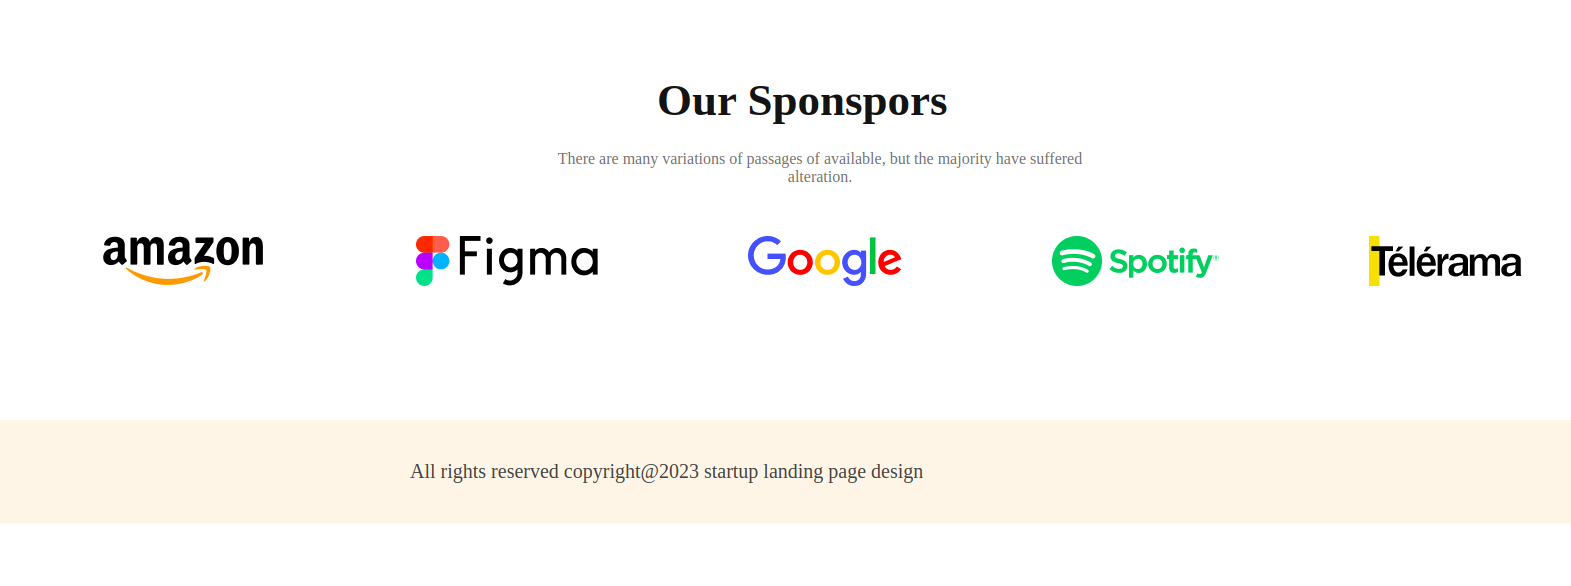 Our Sponspors
There are many variations of passages of available, but the majority have suffered
alteration.
amazon Figma Google Spotify Télérama
All rights reserved copyright@2023 startup landing page design